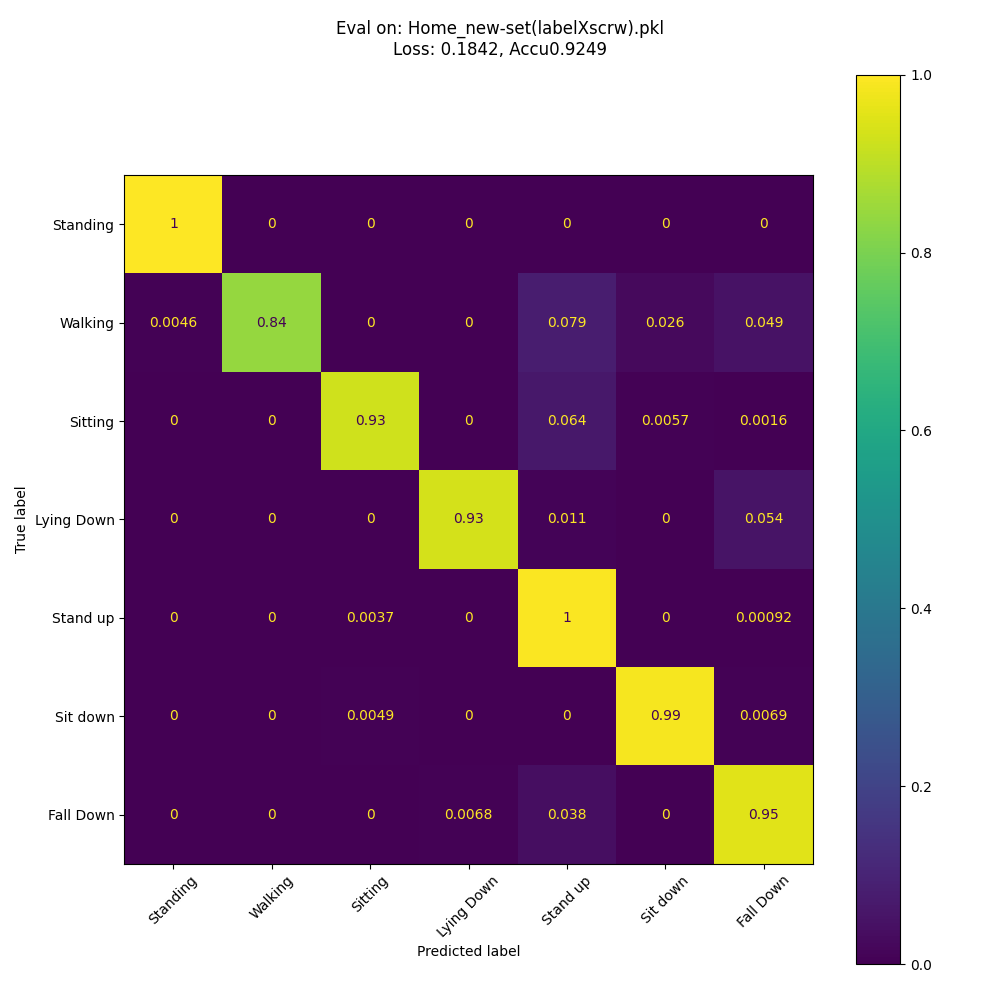 Eval on: Home_new-set(labelXscrw).pkl
Loss: 0.1842, Accu0.9249
1.0
0.8
0.6
0.4
0.2
0.0
True label
Standing 1 0 0 0 0 0 0
Walking 0.0046 0.84 0 0 0.079 0.026 0.049
Sitting 0 0 0.93 0 0.064 0.0057 0.0016
Lying Down 0 0 0 0.93 0.011 0 0.054
Stand up 0 0 0.0037 0 1 0 0.00092
Sit down 0 0 0.0049 0 0 0.99 0.0069
Fall Down 0 0 0 0.0068 0.038 0 0.95
Standing Walking Sitting Lying Down Stand up Sit down Fall Down
Predicted label